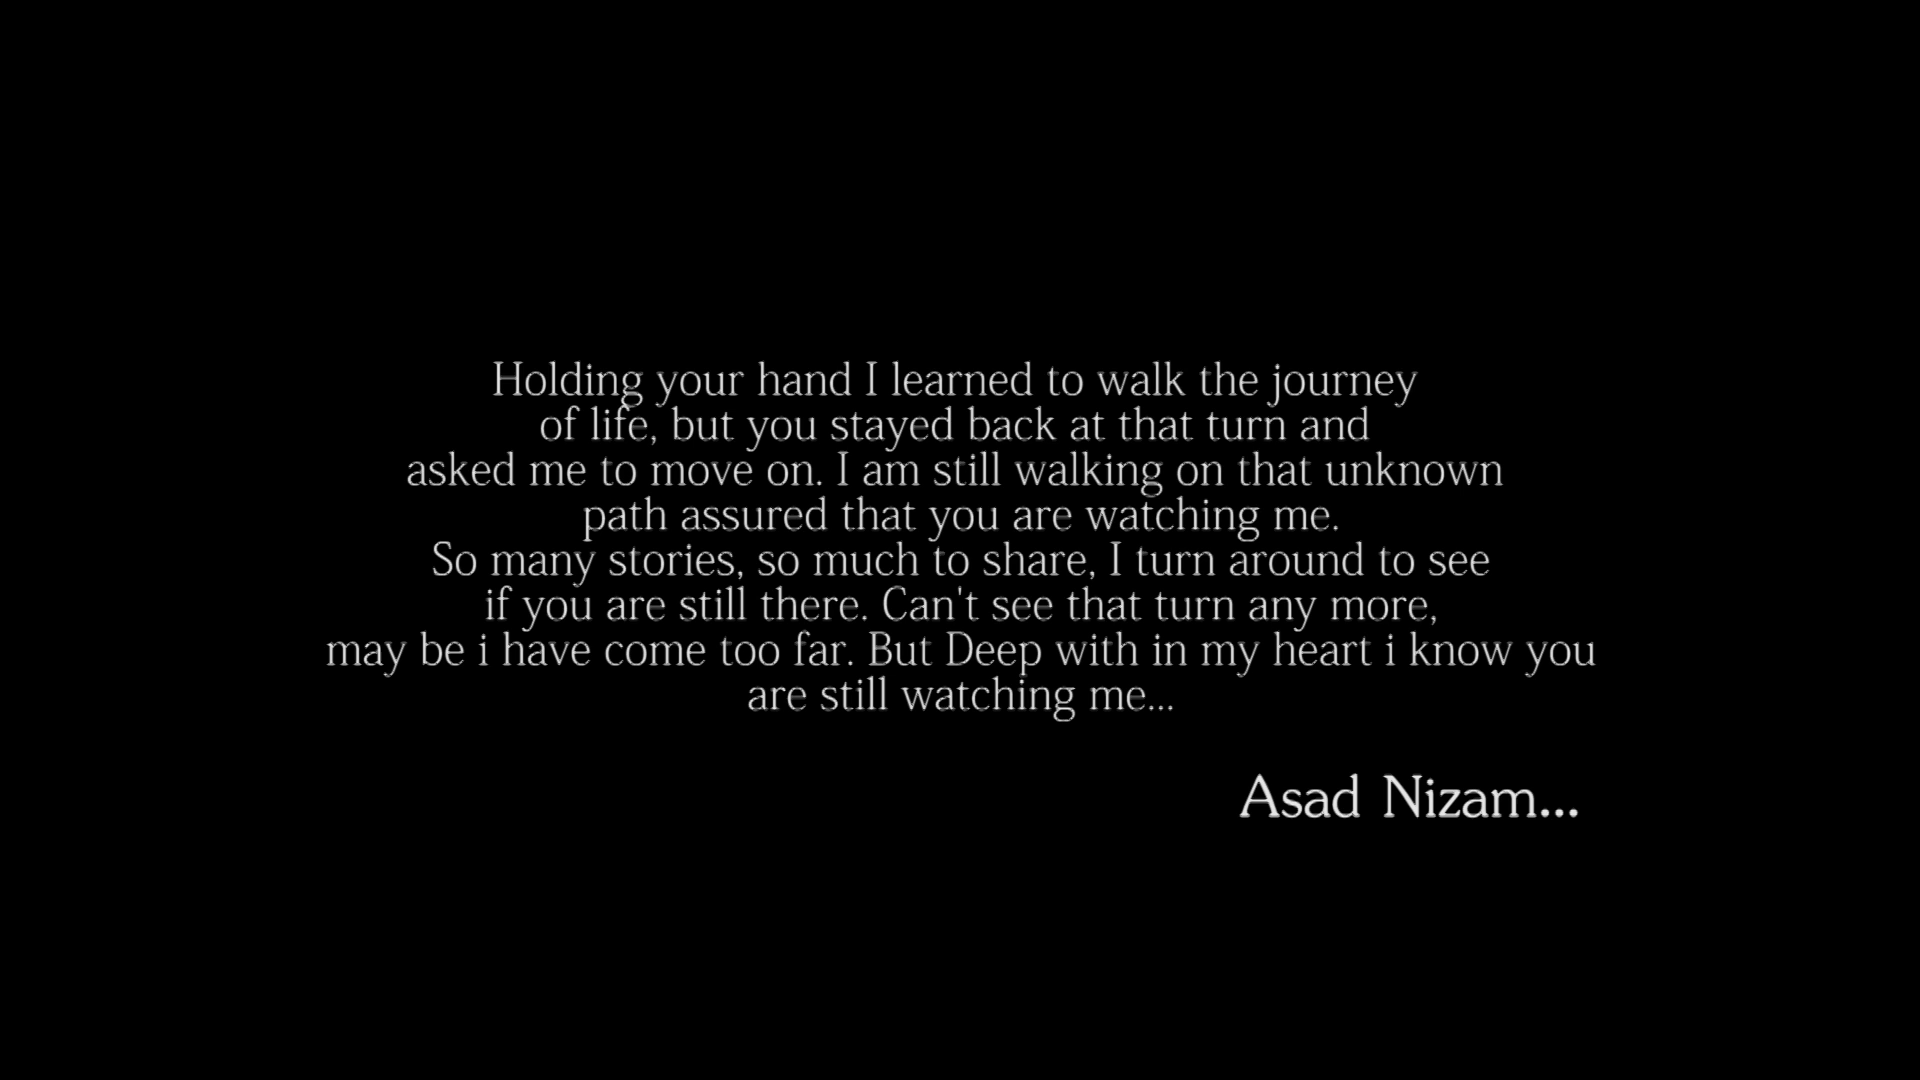 Holding your hand I learned to walk the journey
of life, but you stayed back at that turn and
asked me to move on. I am still walking on that unknown
path assured that you are watching me.
So many stories, so much to share, I turn around to see
if you are still there. Can't see that turn any more,
may be i have come too far. But Deep with in my heart i know you
are still watching me...
Asad Nizam...